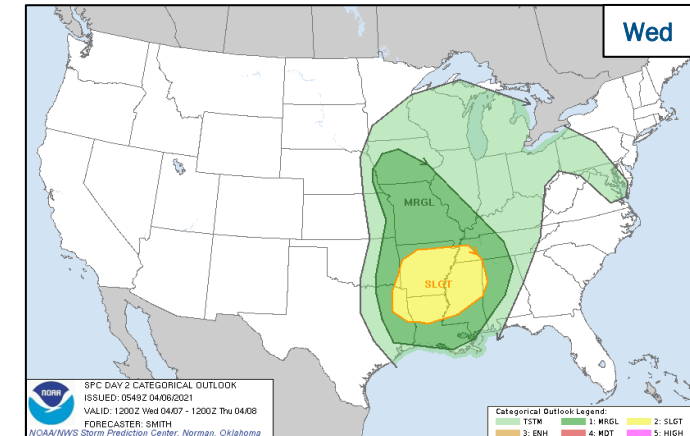 Wed
MRGL
SLGT
NOAA
SPC DAY 2 CATEGORICAL OUTLOOK
ISSUED: 0549Z 04/06/2021
VALID: 1200Z Wed 04/07 - 1200Z Thu 04/08
FORECASTER: SMITH
NOAA/NWS Storm Prediction Center, Norman, Oklahoma
Categorical Outlook Legend:
TSTM 1: MRGL 2: SLGT
3: ENH 4: MDT 5: HIGH